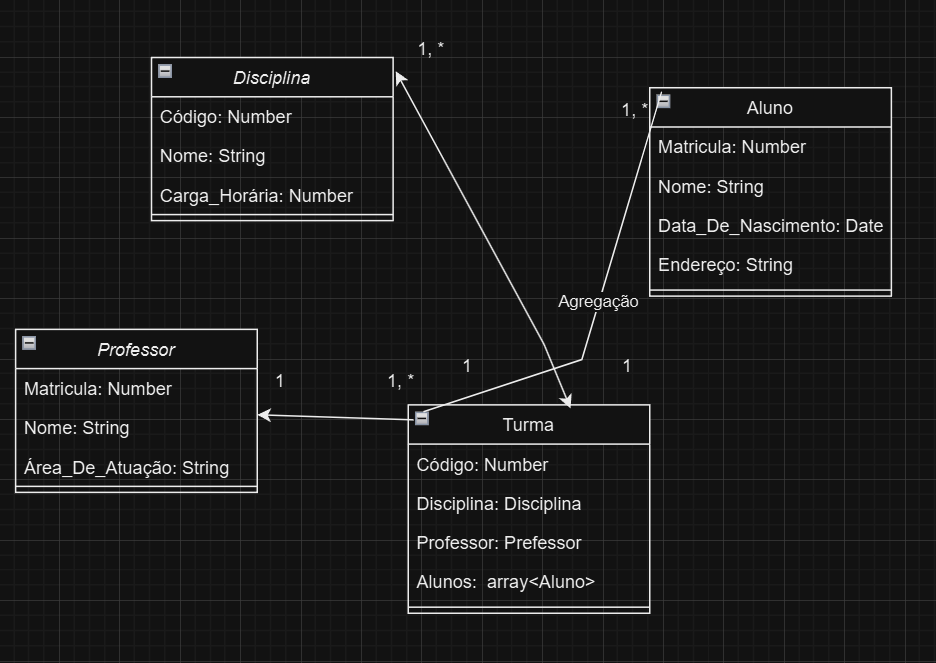 1, *
Disciplina
Código: Number
Nome: String
Carga_Horária: Number
1, *
Aluno
Matricula: Number
Nome: String
Data_De_Nascimento: Date
Endereço: String
Agregação
Professor
Matricula: Number
Nome: String
Área_De_Atuação: String
1
1, *
1
1
Turma
Código: Number
Disciplina: Disciplina
Professor: Prefessor
Alunos:  array<Aluno>